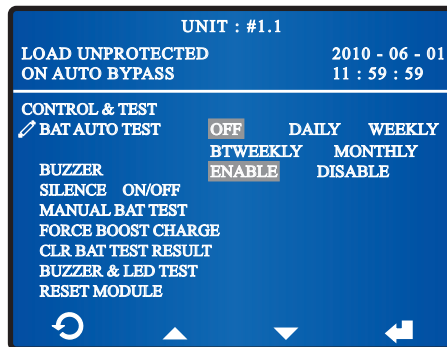 UNIT : #1.1
LOAD UNPROTECTED 2010 - 06 - 01
ON AUTO BYPASS 11 : 59 : 59
CONTROL & TEST
BAT AUTO TEST OFF DAILY WEEKLY
BTWEEKLY MONTHLY
BUZZER ENABLE DISABLE
SILENCE ON/OFF
MANUAL BAT TEST
FORCE BOOST CHARGE
CLR BAT TEST RESULT
BUZZER & LED TEST
RESET MODULE